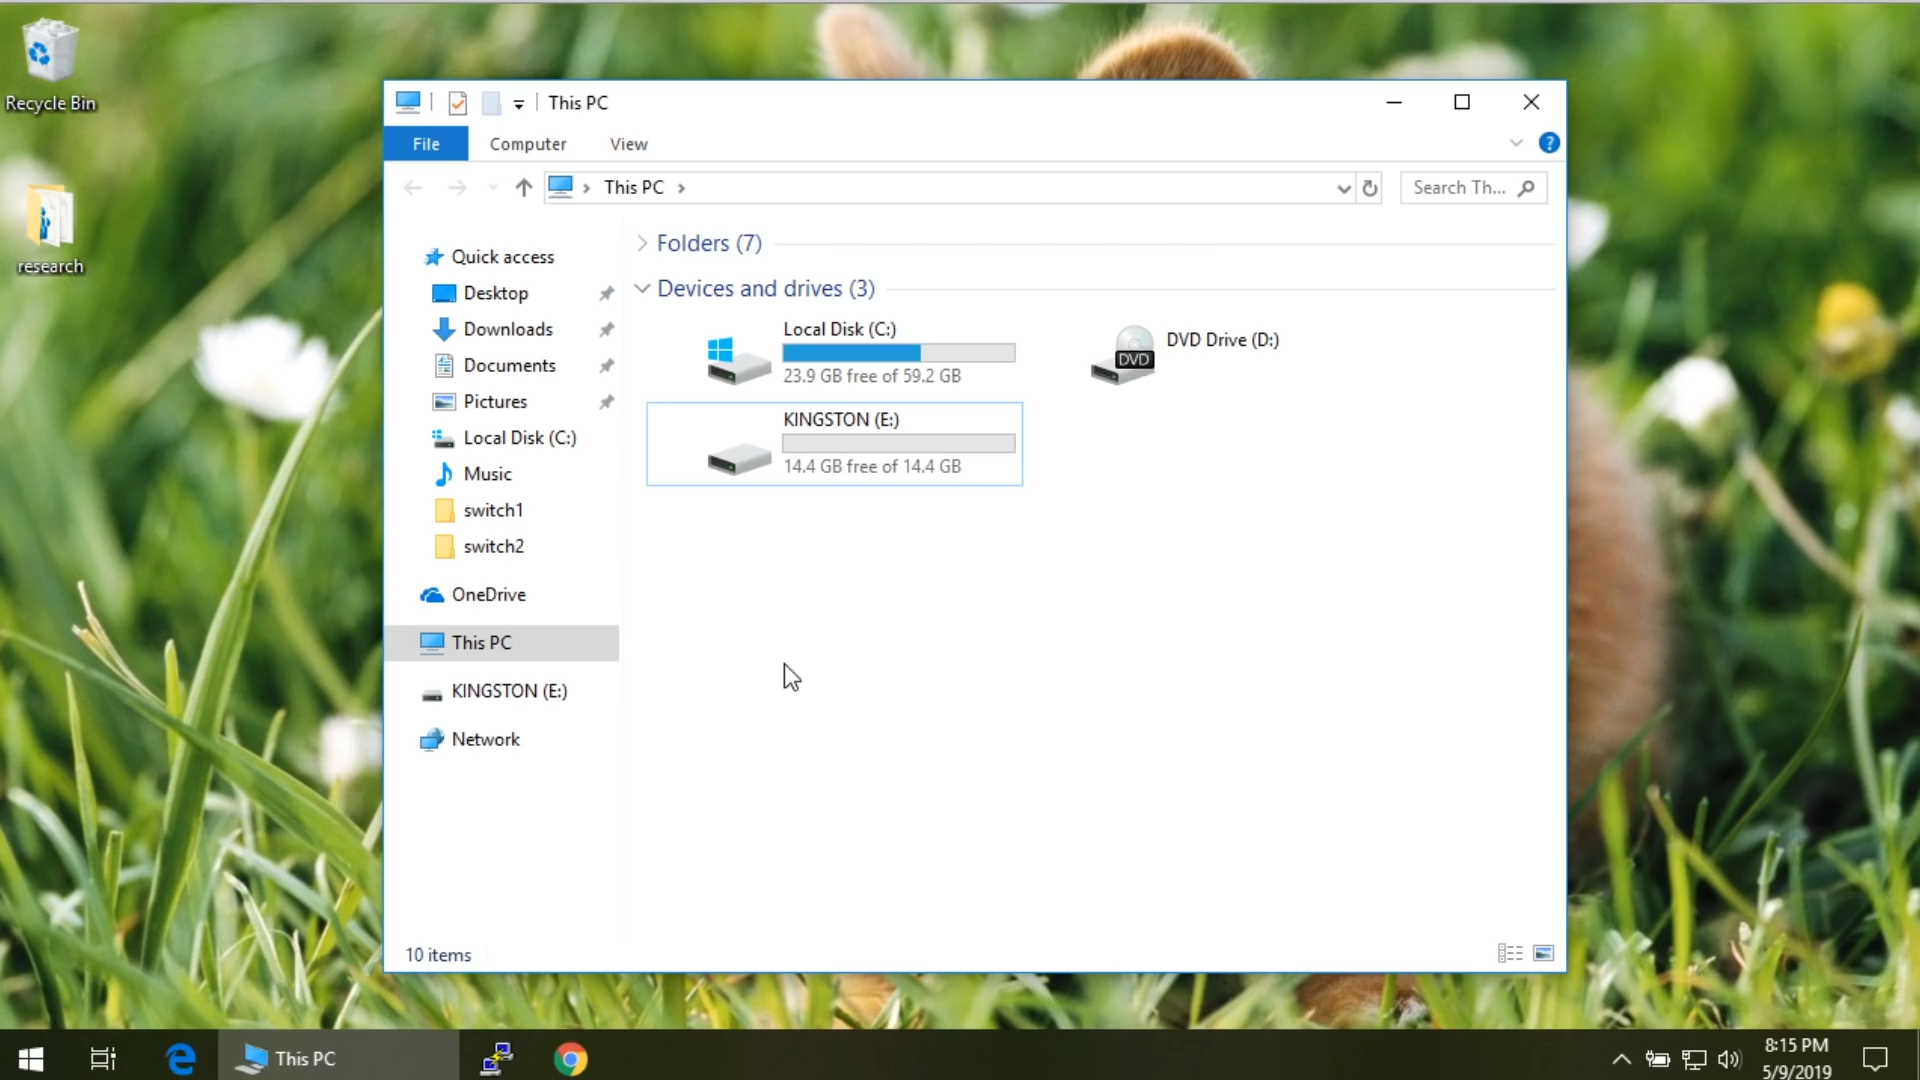 Recycle Bin
research
This PC
File Computer View
This PC
Search Th...
Quick access
Desktop
Downloads
Documents
Pictures
Local Disk (C:)
Music
switch1
switch2
OneDrive
This PC
KINGSTON (E:)
Network
Folders (7)
Devices and drives (3)
Local Disk (C:)
23.9 GB free of 59.2 GB
DVD
DVD Drive (D:)
KINGSTON (E:)
14.4 GB free of 14.4 GB
10 items
This PC
8:15 PM
5/9/2019